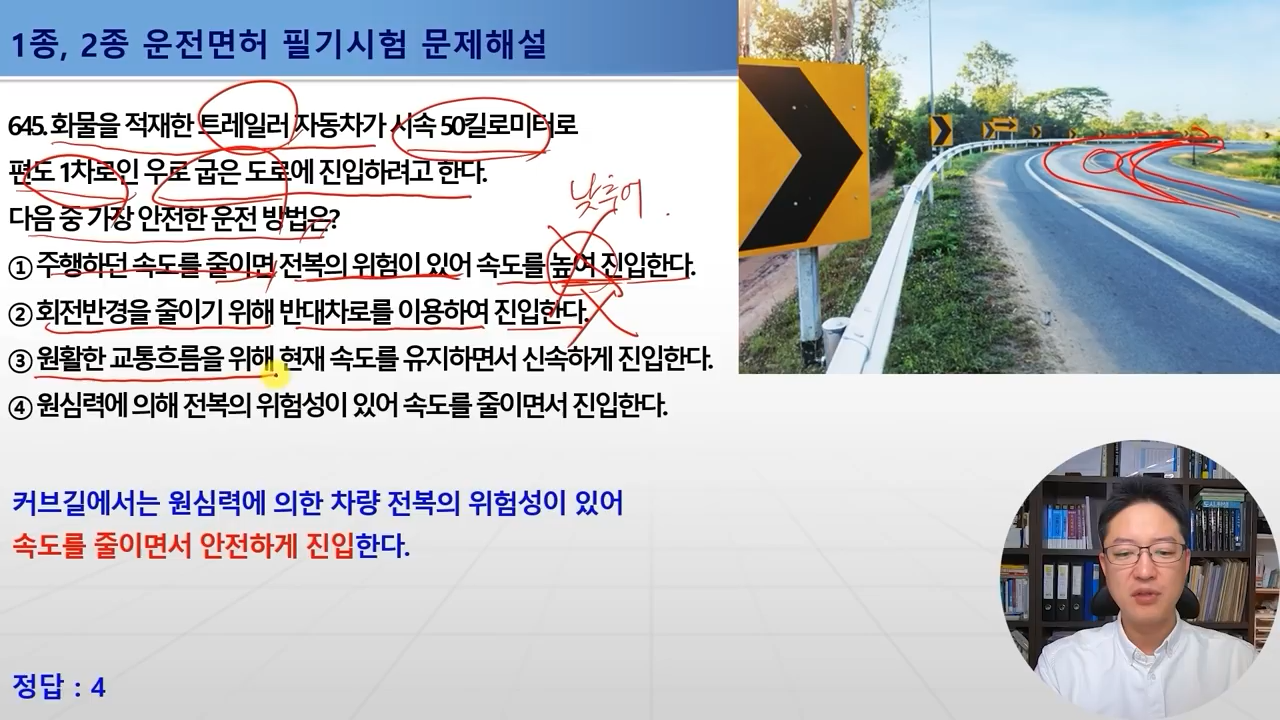 1종, 2종 운전면허 필기시험 문제해설
645. 화물을 적재한 트레일러 자동차가 시속 50킬로미터로
편도 1차로인 우로 굽은 도로에 진입하려고 한다.
다음 중 가장 안전한 운전 방법은?
낮추어
① 주행하던 속도를 줄이면 전복의 위험이 있어 속도를 높여 진입한다.
② 회전반경을 줄이기 위해 반대차로를 이용하여 진입한다.
③ 원활한 교통흐름을 위해 현재 속도를 유지하면서 신속하게 진입한다.
④ 원심력에 의해 전복의 위험성이 있어 속도를 줄이면서 진입한다.
커브길에서는 원심력에 의한 차량 전복의 위험성이 있어
속도를 줄이면서 안전하게 진입한다.
정답 : 4